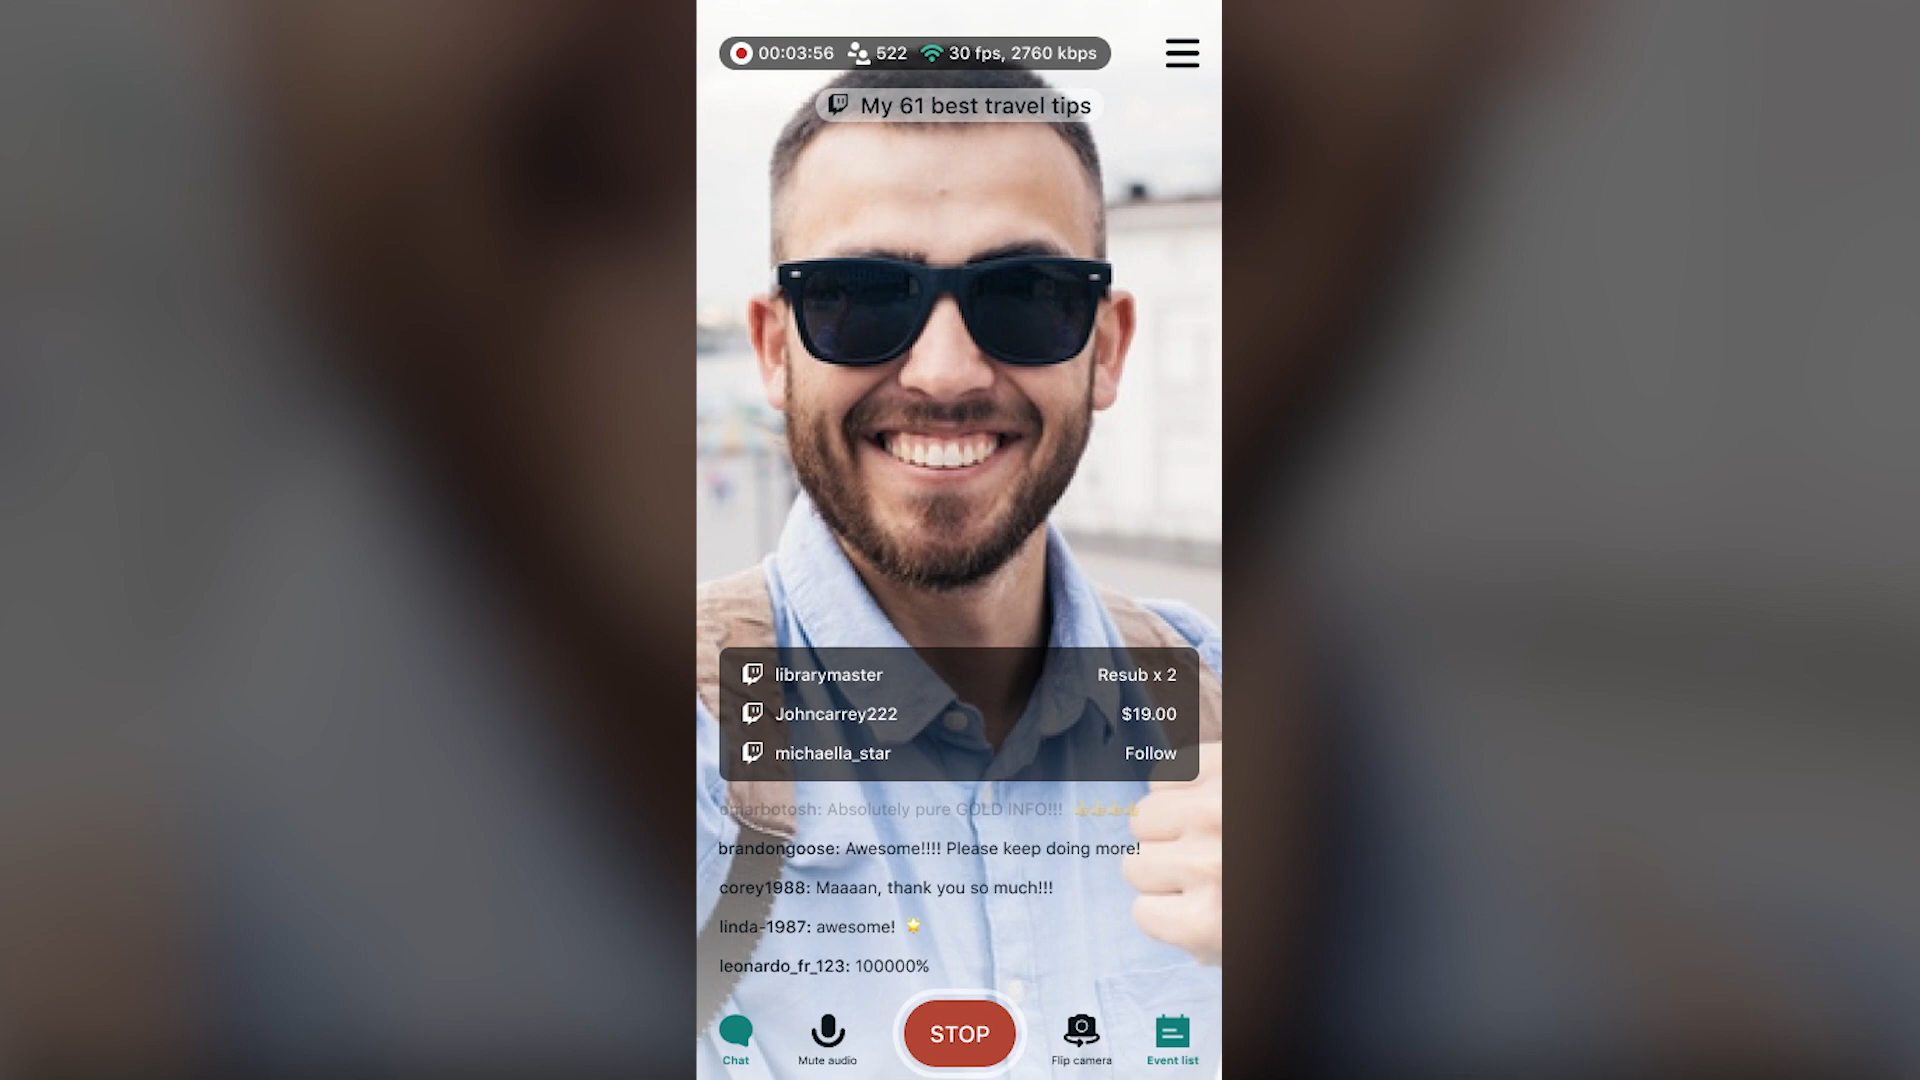 00:03:56 522 30 fps, 2760 kbps
My 61 best travel tips
librarymaster Resub x 2
Johncarrey222 $19.00
michaella_star Follow
omarbotosh: Absolutely pure GOLD INFO!!! 👍👍👍👍
brandongoose: Awesome!!!! Please keep doing more!
corey1988: Maaaan, thank you so much!!!
linda-1987: awesome! 🌟
leonardo_fr_123: 100000%
STOP
Chat Mute audio Flip camera Event list